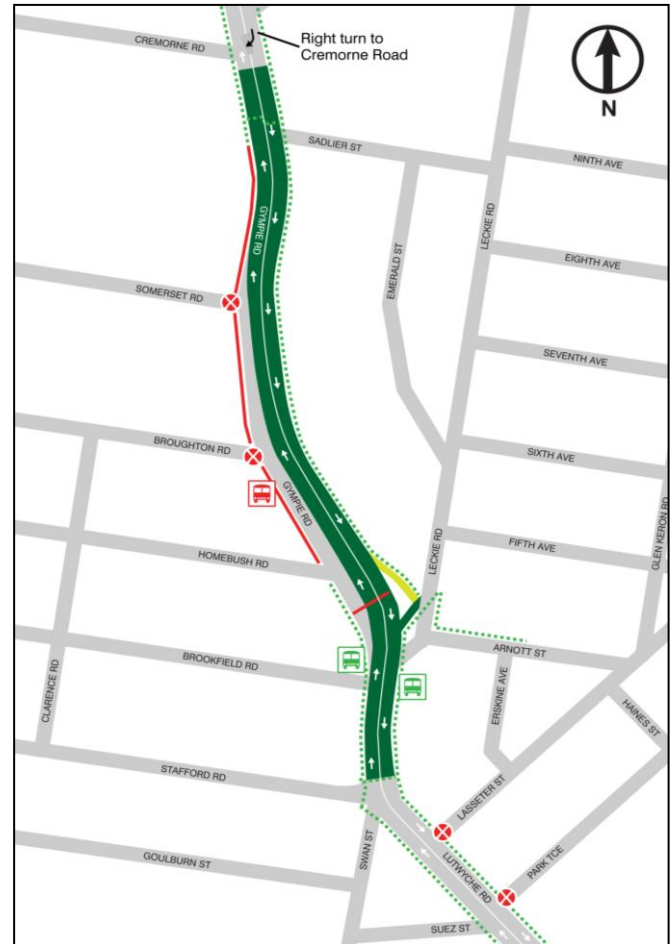 CREMORNE RD
Right turn to
Cremorne Road
N
SADLIER ST
NINTH AVE
GYMPIE RD
LECKIE RD
EMERALD ST
EIGHTH AVE
SOMERSET RD
SEVENTH AVE
BROUGHTON RD
SIXTH AVE
GYMPIE RD
GLEN KERON RD
FIFTH AVE
LECKIE RD
HOMEBUSH RD
ARNOTT ST
BROOKFIELD RD
CLARENCE RD
ERSKINE AVE
HAINES ST
STAFFORD RD
LASSETER ST
SWAN ST
LUTWYCHE RD
PARK TCE
GOULBURN ST
SUEZ ST